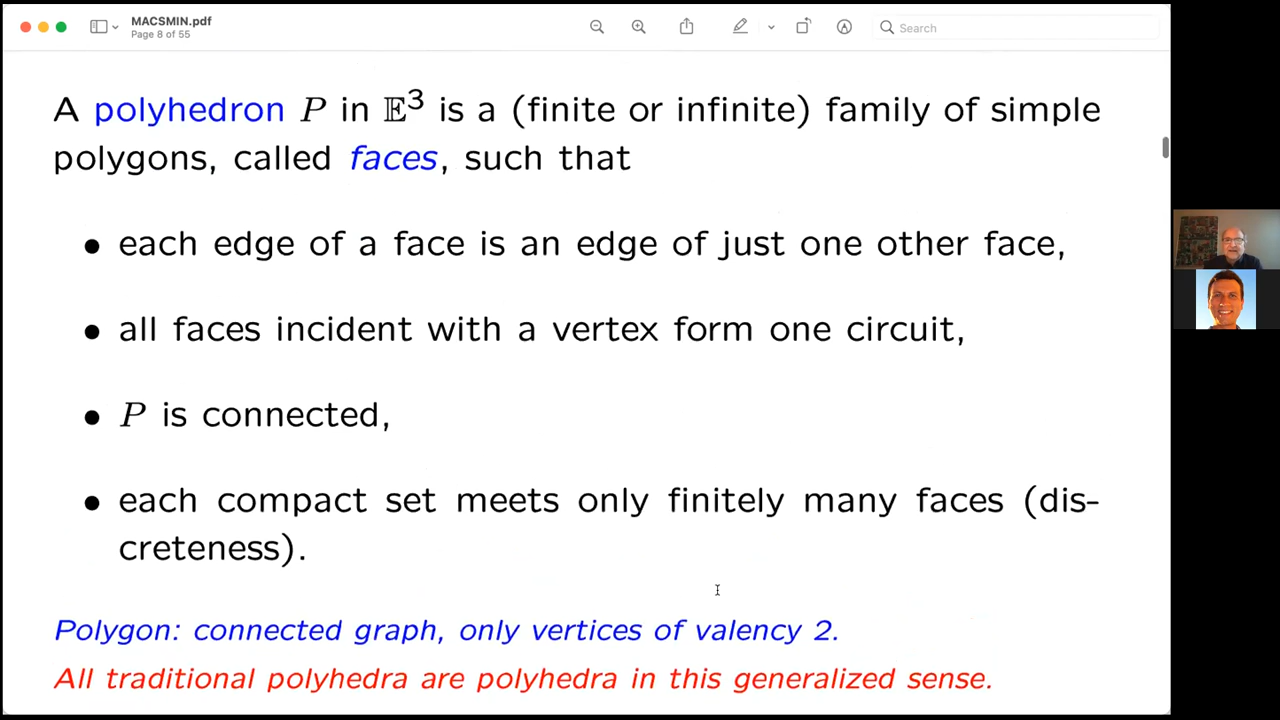 MACSMIN.pdf
Page 8 of 55
Search
A polyhedron P in 𝔼³ is a (finite or infinite) family of simple
polygons, called faces, such that
• each edge of a face is an edge of just one other face,
• all faces incident with a vertex form one circuit,
• P is connected,
• each compact set meets only finitely many faces (dis-
creteness).
Polygon: connected graph, only vertices of valency 2.
All traditional polyhedra are polyhedra in this generalized sense.